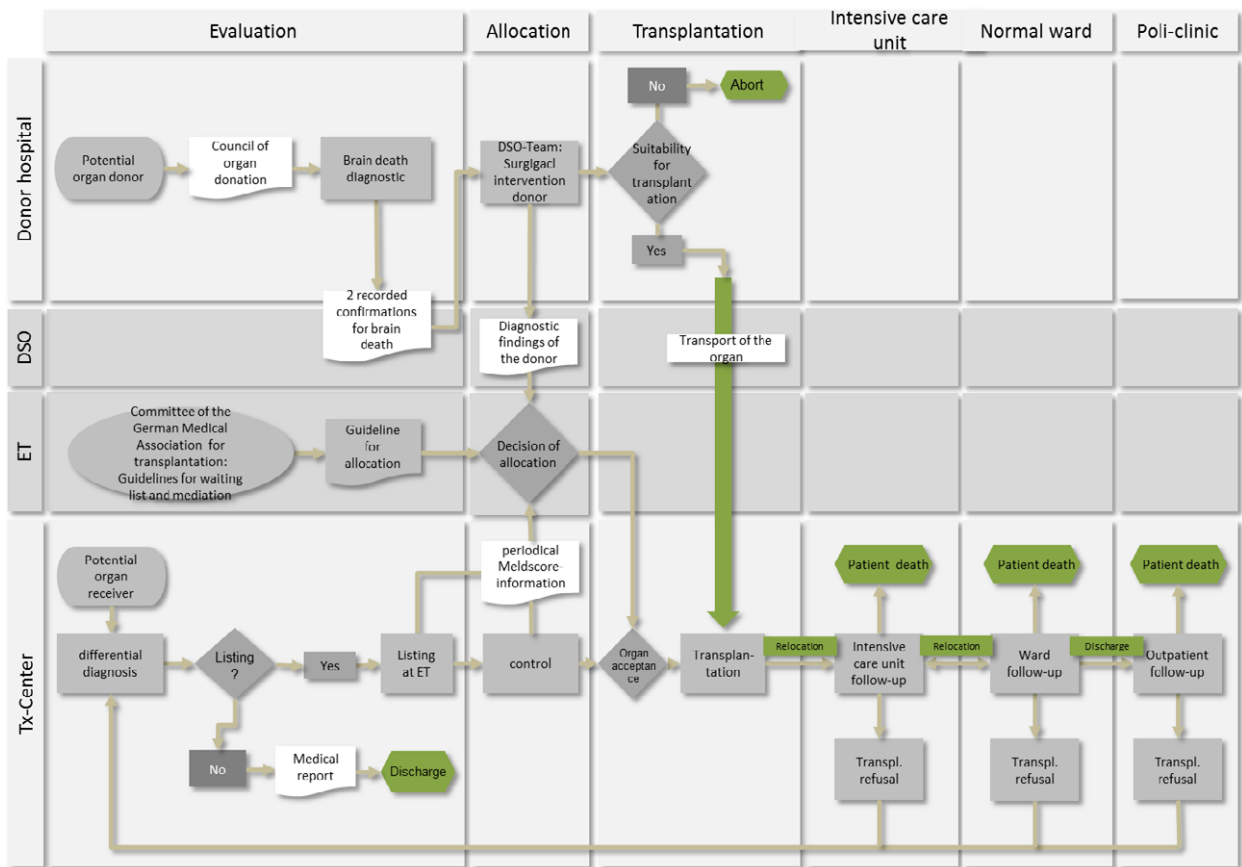 Evaluation
Allocation
Transplantation
Intensive care
unit
Normal ward
Poli-clinic
Donor hospital
Potential
organ donor
Council of
organ
donation
Brain death
diagnostic
2 recorded
confirmations
for brain
death
DSO-Team:
Surgigacl
intervention
donor
Suitability
for
transplant
ation
No
Abort
Yes
DSO
Diagnostic
findings of
the donor
Transport of the
organ
ET
Committee of the
German Medical
Association for
transplantation:
Guidelines for waiting
list and mediation
Guideline
for
allocation
Decision of
allocation
Tx-Center
Potential
organ
receiver
differential
diagnosis
Listing
?
Yes
Listing
at ET
No
Medical
report
Discharge
periodical
Meldscore-
information
control
Organ
acceptan
ce
Transplan-
tation
Relocation
Patient death
Intensive
care unit
follow-up
Transpl.
refusal
Relocation
Patient death
Ward
follow-up
Transpl.
refusal
Discharge
Patient death
Outpatient
follow-up
Transpl.
refusal